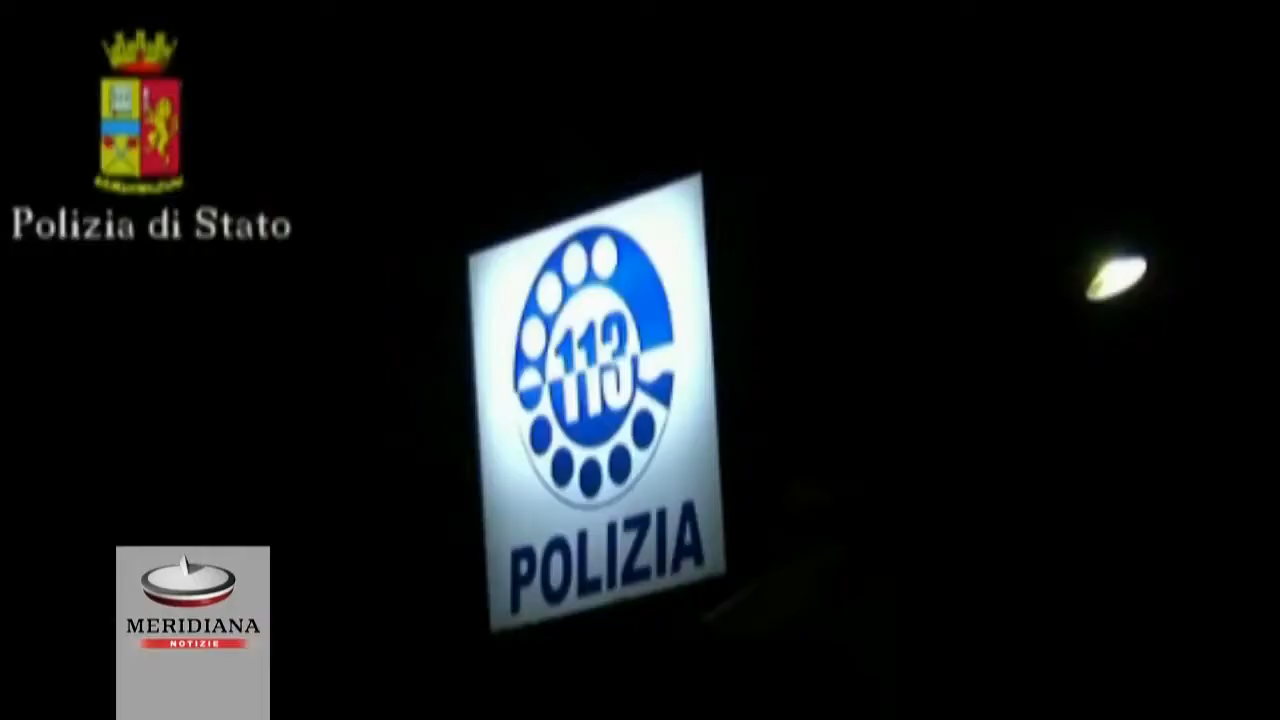 Polizia di Stato
113
POLIZIA
MERIDIANA
NOTIZIE